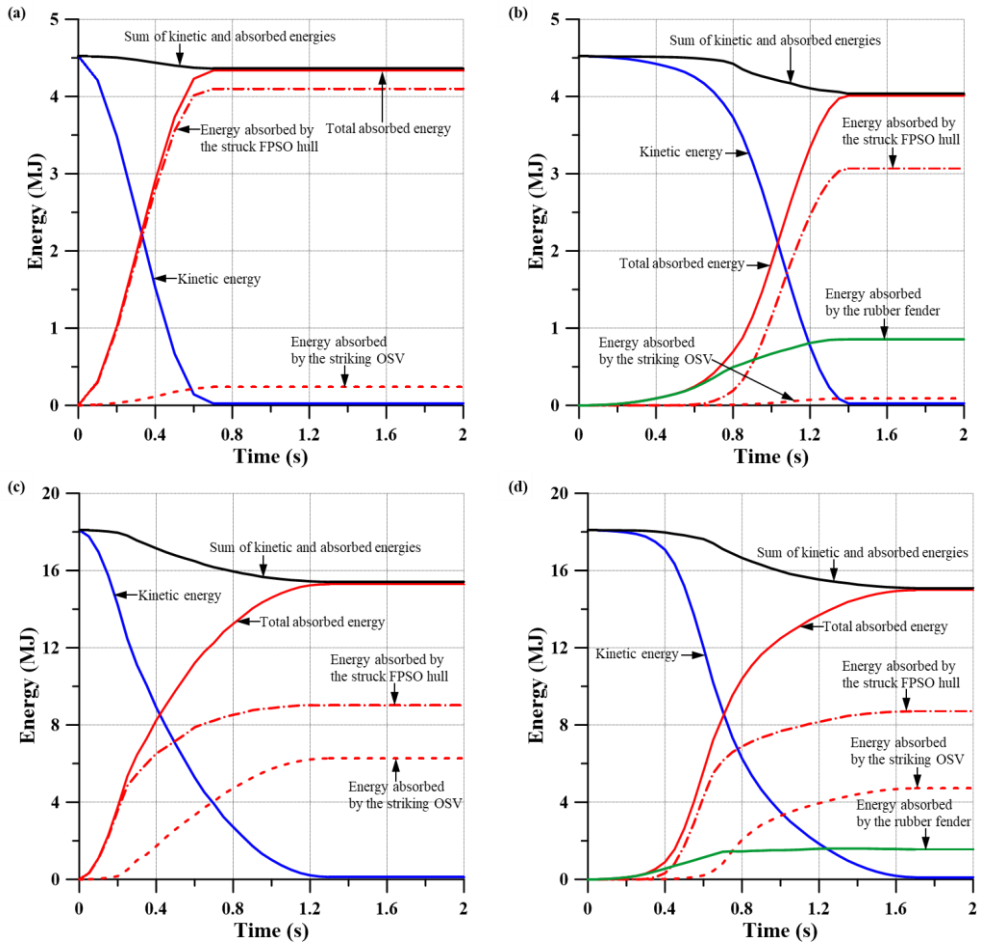 (a)
5
4
3
2
1
0
Energy (MJ)
Sum of kinetic and absorbed energies
Energy absorbed by
the struck FPSO hull
Total absorbed energy
Kinetic energy
Energy absorbed
by the striking OSV
0
0.4
0.8
1.2
1.6
2
Time (s)
(b)
5
4
3
2
1
0
Energy (MJ)
Sum of kinetic and absorbed energies
Energy absorbed by
the struck FPSO hull
Kinetic energy
Total absorbed energy
Energy absorbed
by the rubber fender
Energy absorbed
by the striking OSV
0
0.4
0.8
1.2
1.6
2
Time (s)
(c)
20
16
12
8
4
0
Energy (MJ)
Sum of kinetic and absorbed energies
Kinetic energy
Total absorbed energy
Energy absorbed by
the struck FPSO hull
Energy absorbed
by the striking OSV
0
0.4
0.8
1.2
1.6
2
Time (s)
(d)
20
16
12
8
4
0
Energy (MJ)
Sum of kinetic and absorbed energies
Total absorbed energy
Kinetic energy
Energy absorbed by
the struck FPSO hull
Energy absorbed
by the striking OSV
Energy absorbed
by the rubber fender
0
0.4
0.8
1.2
1.6
2
Time (s)